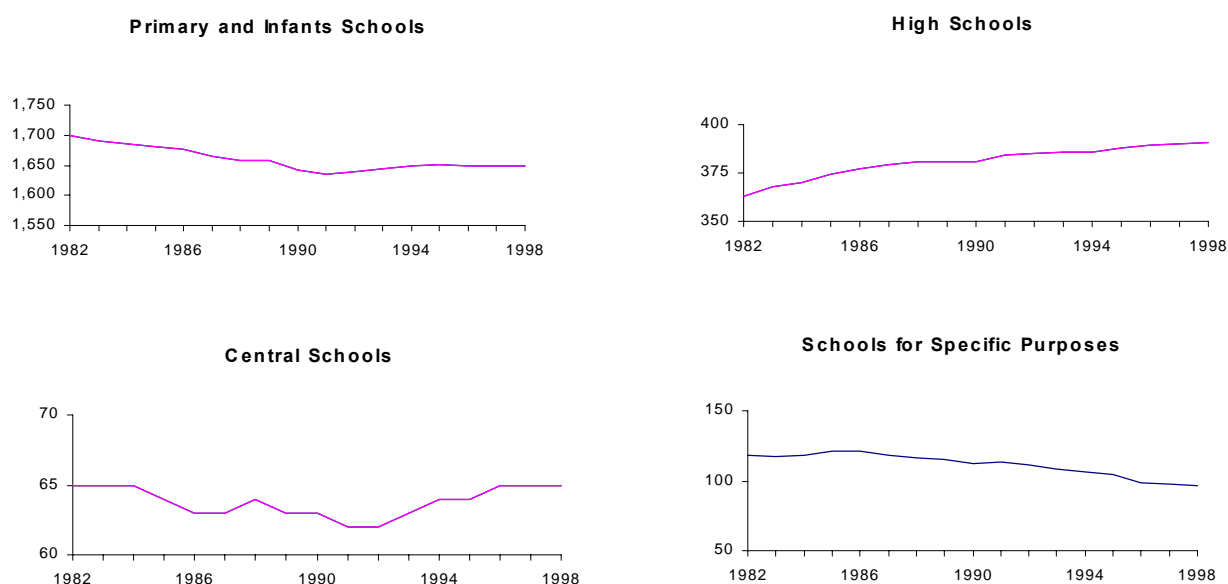 Primary and Infants Schools
1,750
1,700
1,650
1,600
1,550
1982 1986 1990 1994 1998
High Schools
400
375
350
1982 1986 1990 1994 1998
Central Schools
70
65
60
1982 1986 1990 1994 1998
Schools for Specific Purposes
150
100
50
1982 1986 1990 1994 1998